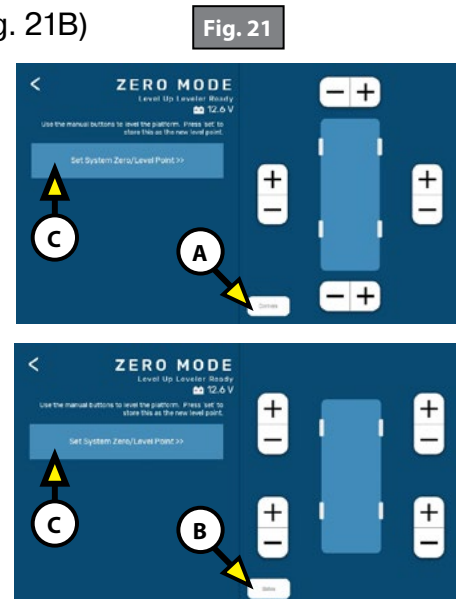 g. 21B)
Fig. 21
<
ZERO MODE
Level Up Leveler Ready
12.6 V
Use the manual buttons to level the platform. Press 'set' to
store this as the new level point.
Set System Zero/Level Point >>
- +
+
-
+
-
- +
C
A
Corners
<
ZERO MODE
Level Up Leveler Ready
12.6 V
Use the manual buttons to level the platform. Press 'set' to
store this as the new level point.
Set System Zero/Level Point >>
+
-
+
-
+
-
+
-
C
B
Sides